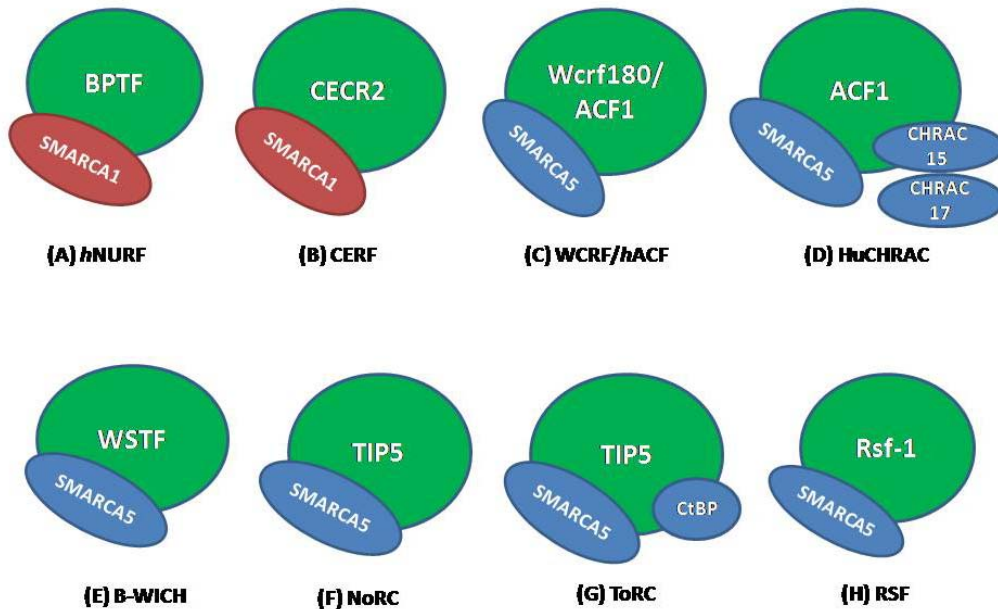 BPTF
SMARCA1
(A) hNURF
CECR2
SMARCA1
(B) CERF
Wcrf180/
ACF1
SMARCA5
(C) WCRF/hACF
ACF1
SMARCA5
CHRAC
15
CHRAC
17
(D) HuCHRAC
WSTF
SMARCA5
(E) B-WICH
TIP5
SMARCA5
(F) NoRC
TIP5
SMARCA5
CtBP
(G) ToRC
Rsf-1
SMARCA5
(H) RSF